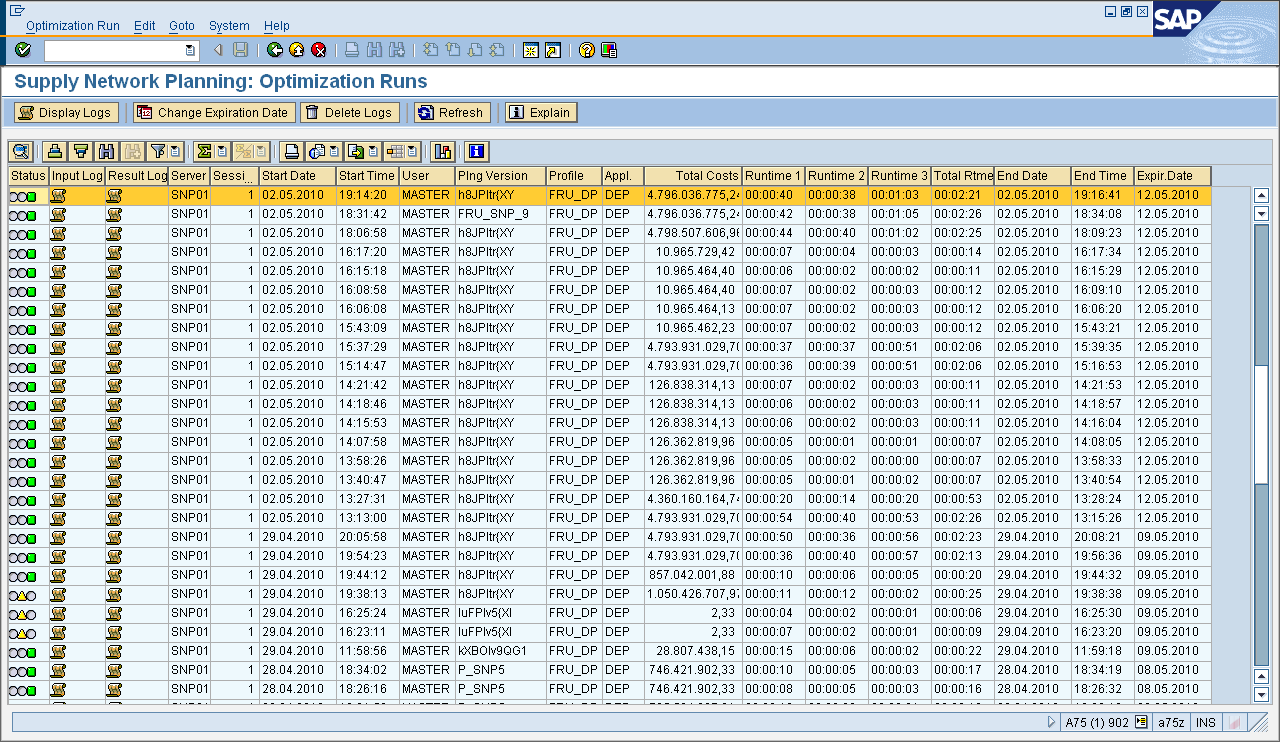 Optimization Run Edit Goto System Help
SAP
Supply Network Planning: Optimization Runs
Display Logs Change Expiration Date Delete Logs Refresh Explain
Status Input Log Result Log Server Sessi... Start Date Start Time User Plng Version Profile Appl. Total Costs Runtime 1 Runtime 2 Runtime 3 Total Rtme End Date End Time Expir.Date
SNP01 1 02.05.2010 19:14:20 MASTER h8JPItr{XY FRU_DP DEP 4.796.036.775,24 00:00:40 00:00:38 00:01:03 00:02:21 02.05.2010 19:16:41 12.05.2010
SNP01 1 02.05.2010 18:31:42 MASTER FRU_SNP_9 FRU_DP DEP 4.796.036.775,24 00:00:42 00:00:38 00:01:05 00:02:26 02.05.2010 18:34:08 12.05.2010
SNP01 1 02.05.2010 18:06:58 MASTER h8JPItr{XY FRU_DP DEP 4.798.507.606,98 00:00:44 00:00:40 00:01:02 00:02:25 02.05.2010 18:09:23 12.05.2010
SNP01 1 02.05.2010 16:17:20 MASTER h8JPItr{XY FRU_DP DEP 10.965.729,42 00:00:07 00:00:04 00:00:03 00:00:14 02.05.2010 16:17:34 12.05.2010
SNP01 1 02.05.2010 16:15:18 MASTER h8JPItr{XY FRU_DP DEP 10.965.464,40 00:00:06 00:00:02 00:00:02 00:00:11 02.05.2010 16:15:29 12.05.2010
SNP01 1 02.05.2010 16:08:58 MASTER h8JPItr{XY FRU_DP DEP 10.965.464,40 00:00:07 00:00:02 00:00:03 00:00:12 02.05.2010 16:09:10 12.05.2010
SNP01 1 02.05.2010 16:06:08 MASTER h8JPItr{XY FRU_DP DEP 10.965.464,13 00:00:07 00:00:02 00:00:03 00:00:12 02.05.2010 16:06:20 12.05.2010
SNP01 1 02.05.2010 15:43:09 MASTER h8JPItr{XY FRU_DP DEP 10.965.462,23 00:00:07 00:00:02 00:00:03 00:00:12 02.05.2010 15:43:21 12.05.2010
SNP01 1 02.05.2010 15:37:29 MASTER h8JPItr{XY FRU_DP DEP 4.793.931.029,70 00:00:37 00:00:37 00:00:51 00:02:06 02.05.2010 15:39:35 12.05.2010
SNP01 1 02.05.2010 15:14:47 MASTER h8JPItr{XY FRU_DP DEP 4.793.931.029,70 00:00:36 00:00:39 00:00:51 00:02:06 02.05.2010 15:16:53 12.05.2010
SNP01 1 02.05.2010 14:21:42 MASTER h8JPItr{XY FRU_DP DEP 126.838.314,13 00:00:07 00:00:02 00:00:03 00:00:11 02.05.2010 14:21:53 12.05.2010
SNP01 1 02.05.2010 14:18:46 MASTER h8JPItr{XY FRU_DP DEP 126.838.314,13 00:00:06 00:00:02 00:00:03 00:00:11 02.05.2010 14:18:57 12.05.2010
SNP01 1 02.05.2010 14:15:53 MASTER h8JPItr{XY FRU_DP DEP 126.838.314,13 00:00:06 00:00:02 00:00:03 00:00:11 02.05.2010 14:16:04 12.05.2010
SNP01 1 02.05.2010 14:07:58 MASTER h8JPItr{XY FRU_DP DEP 126.362.819,96 00:00:05 00:00:01 00:00:01 00:00:07 02.05.2010 14:08:05 12.05.2010
SNP01 1 02.05.2010 13:58:26 MASTER h8JPItr{XY FRU_DP DEP 126.362.819,96 00:00:05 00:00:02 00:00:00 00:00:07 02.05.2010 13:58:33 12.05.2010
SNP01 1 02.05.2010 13:40:47 MASTER h8JPItr{XY FRU_DP DEP 126.362.819,96 00:00:05 00:00:01 00:00:02 00:00:07 02.05.2010 13:40:54 12.05.2010
SNP01 1 02.05.2010 13:27:31 MASTER h8JPItr{XY FRU_DP DEP 4.360.160.164,74 00:00:20 00:00:14 00:00:20 00:00:53 02.05.2010 13:28:24 12.05.2010
SNP01 1 02.05.2010 13:13:00 MASTER h8JPItr{XY FRU_DP DEP 4.793.931.029,70 00:00:54 00:00:40 00:00:53 00:02:26 02.05.2010 13:15:26 12.05.2010
SNP01 1 29.04.2010 20:05:58 MASTER h8JPItr{XY FRU_DP DEP 4.793.931.029,70 00:00:50 00:00:36 00:00:56 00:02:23 29.04.2010 20:08:21 09.05.2010
SNP01 1 29.04.2010 19:54:23 MASTER h8JPItr{XY FRU_DP DEP 4.793.931.029,70 00:00:36 00:00:40 00:00:57 00:02:13 29.04.2010 19:56:36 09.05.2010
SNP01 1 29.04.2010 19:44:12 MASTER h8JPItr{XY FRU_DP DEP 857.042.001,88 00:00:10 00:00:06 00:00:05 00:00:20 29.04.2010 19:44:32 09.05.2010
SNP01 1 29.04.2010 19:38:13 MASTER h8JPItr{XY FRU_DP DEP 1.050.426.707,97 00:00:11 00:00:12 00:00:02 00:00:25 29.04.2010 19:38:38 09.05.2010
SNP01 1 29.04.2010 16:25:24 MASTER luFPlv5{XI FRU_DP DEP 2,33 00:00:04 00:00:02 00:00:01 00:00:06 29.04.2010 16:25:30 09.05.2010
SNP01 1 29.04.2010 16:23:11 MASTER luFPlv5{XI FRU_DP DEP 2,33 00:00:07 00:00:02 00:00:01 00:00:09 29.04.2010 16:23:20 09.05.2010
SNP01 1 29.04.2010 11:58:56 MASTER kXBOlv9QG1 FRU_DP DEP 28.807.438,15 00:00:15 00:00:06 00:00:02 00:00:22 29.04.2010 11:59:18 09.05.2010
SNP01 1 28.04.2010 18:34:02 MASTER P_SNP5 FRU_DP DEP 746.421.902,33 00:00:10 00:00:05 00:00:03 00:00:17 28.04.2010 18:34:19 08.05.2010
SNP01 1 28.04.2010 18:26:16 MASTER P_SNP5 FRU_DP DEP 746.421.902,33 00:00:08 00:00:05 00:00:03 00:00:16 28.04.2010 18:26:32 08.05.2010
A75 (1) 902 a75z INS